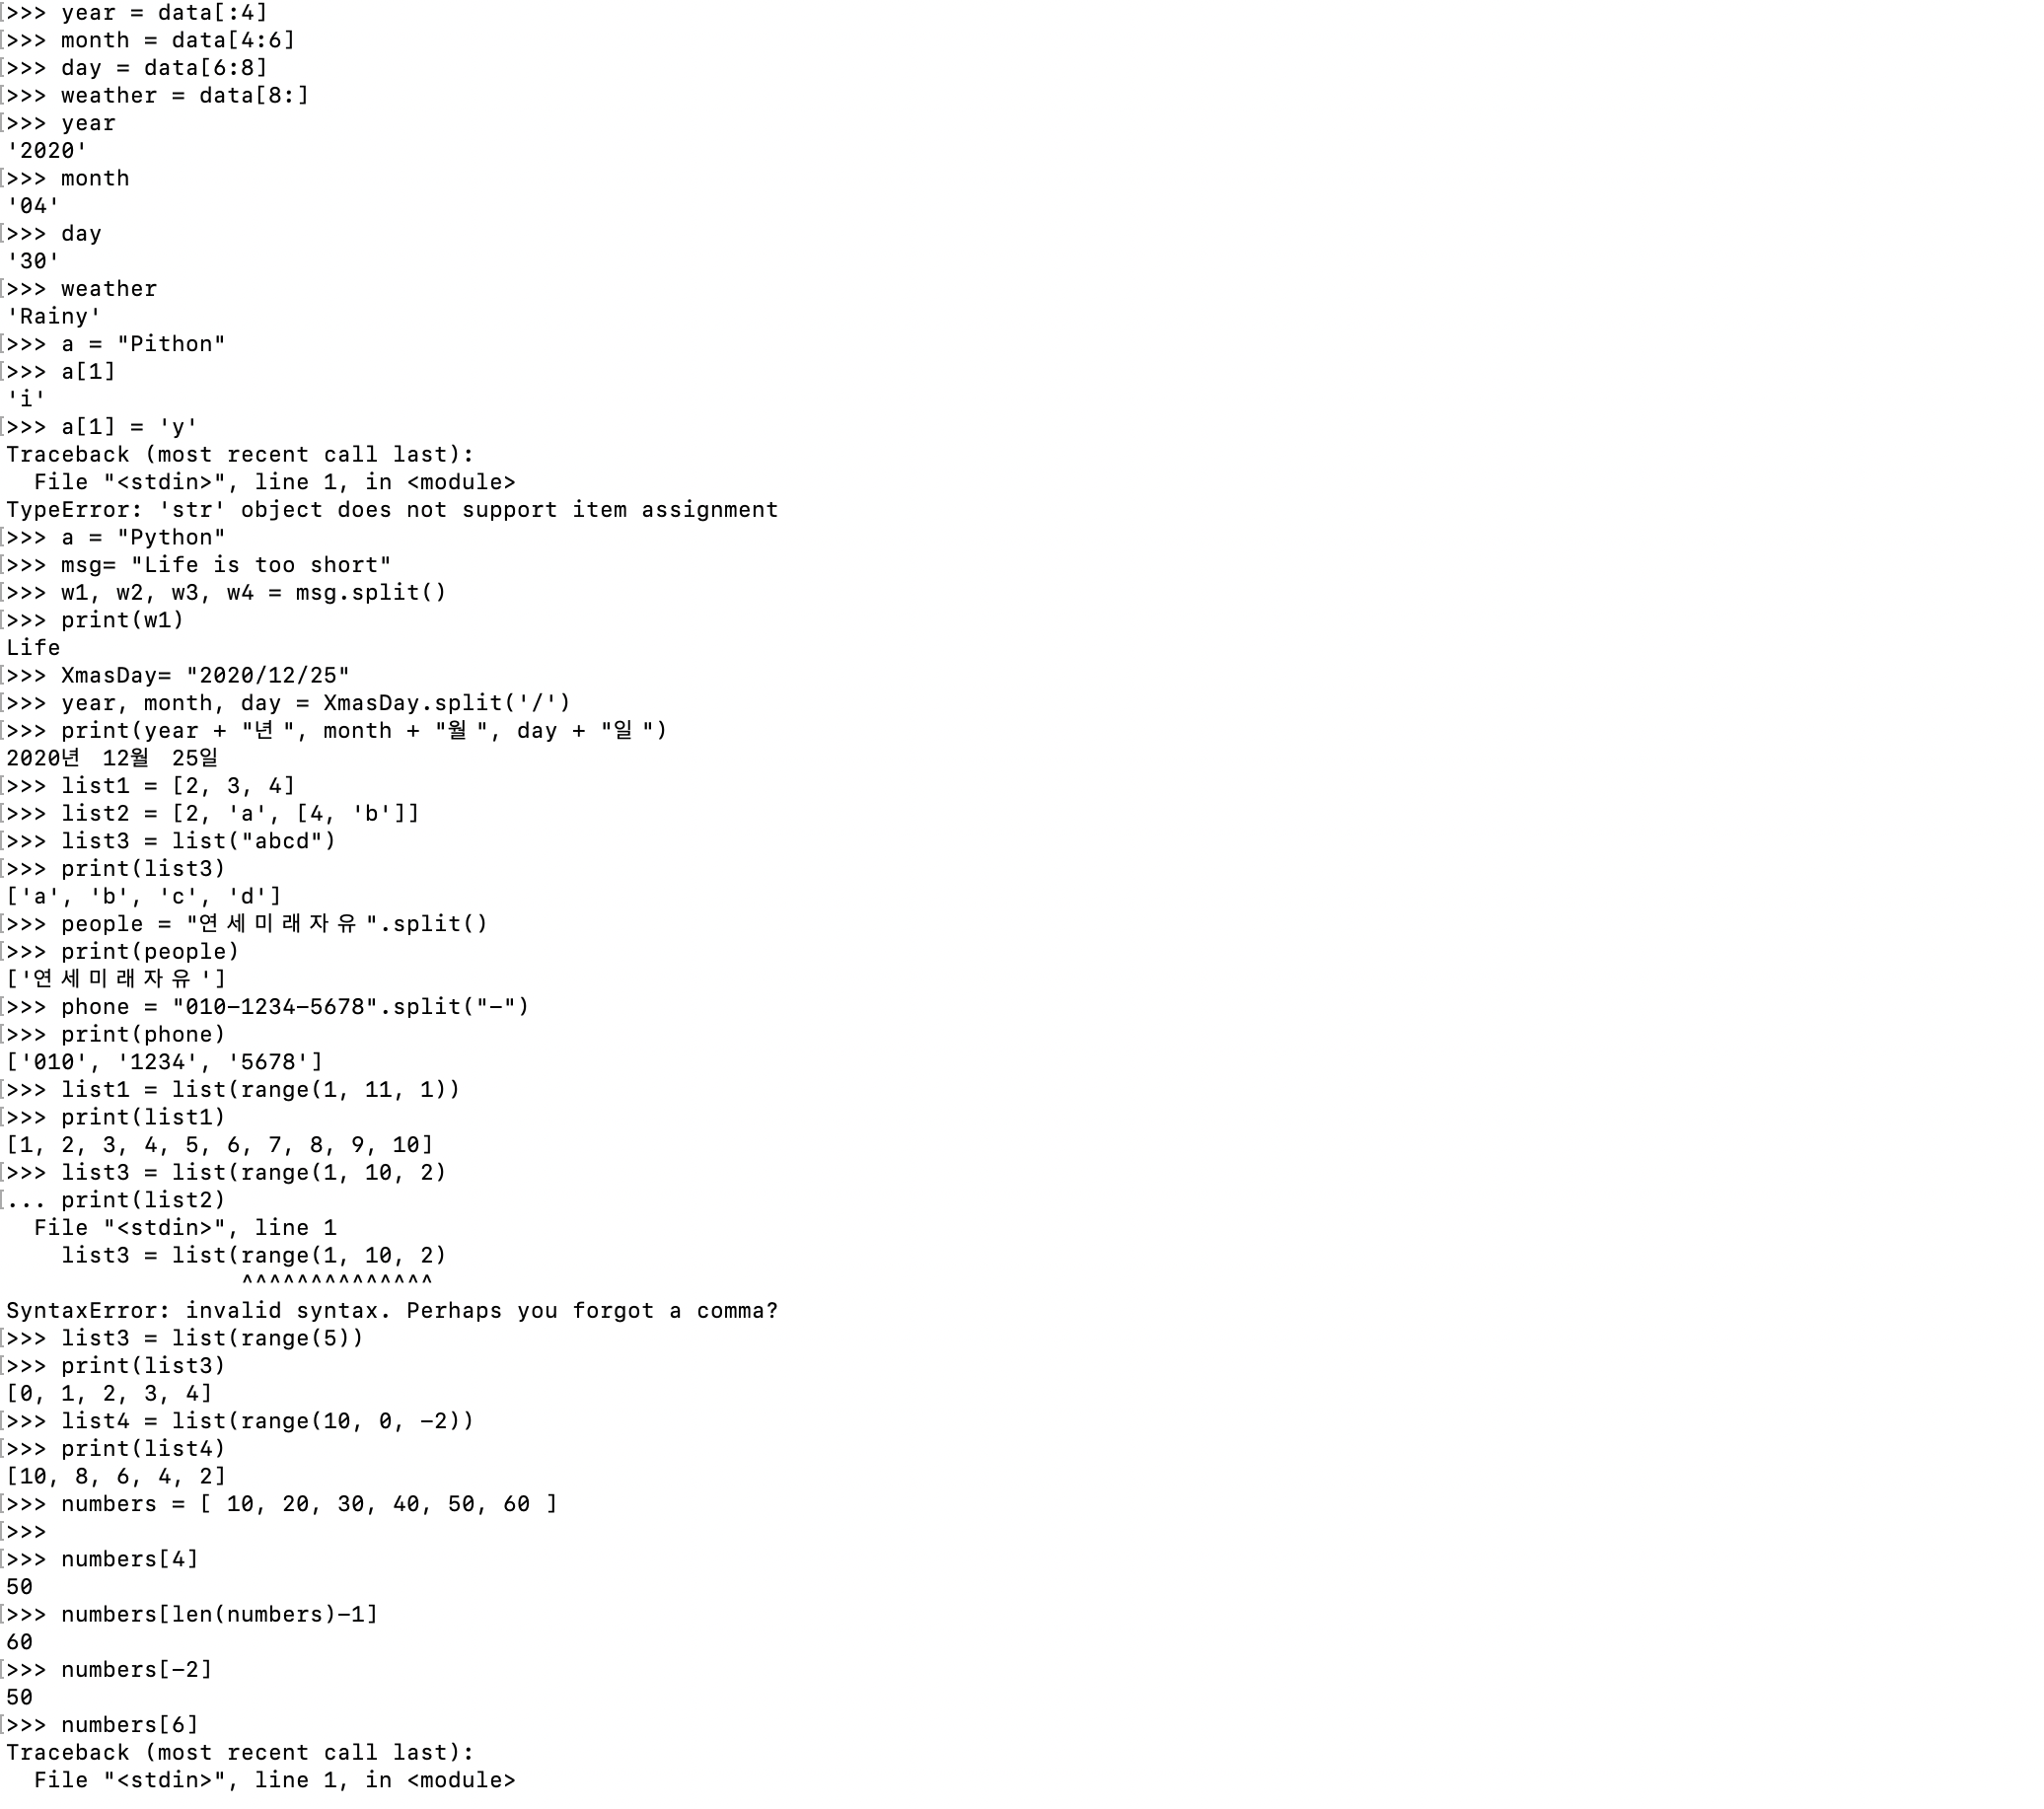 >>> year = data[:4]
>>> month = data[4:6]
>>> day = data[6:8]
>>> weather = data[8:]
>>> year
'2020'
>>> month
'04'
>>> day
'30'
>>> weather
'Rainy'
>>> a = "Pithon"
>>> a[1]
'i'
>>> a[1] = 'y'
Traceback (most recent call last):
  File "<stdin>", line 1, in <module>
TypeError: 'str' object does not support item assignment
>>> a = "Python"
>>> msg= "Life is too short"
>>> w1, w2, w3, w4 = msg.split()
>>> print(w1)
Life
>>> XmasDay= "2020/12/25"
>>> year, month, day = XmasDay.split('/')
>>> print(year + "년 ", month + "월 ", day + "일 ")
2020년  12월  25일
>>> list1 = [2, 3, 4]
>>> list2 = [2, 'a', [4, 'b']]
>>> list3 = list("abcd")
>>> print(list3)
['a', 'b', 'c', 'd']
>>> people = "연 세 미 래 자 유 ".split()
>>> print(people)
['연 세 미 래 자 유 ']
>>> phone = "010-1234-5678".split("-")
>>> print(phone)
['010', '1234', '5678']
>>> list1 = list(range(1, 11, 1))
>>> print(list1)
[1, 2, 3, 4, 5, 6, 7, 8, 9, 10]
>>> list3 = list(range(1, 10, 2)
... print(list2)
  File "<stdin>", line 1
    list3 = list(range(1, 10, 2)
                 ^^^^^^^^^^^^^^
SyntaxError: invalid syntax. Perhaps you forgot a comma?
>>> list3 = list(range(5))
>>> print(list3)
[0, 1, 2, 3, 4]
>>> list4 = list(range(10, 0, -2))
>>> print(list4)
[10, 8, 6, 4, 2]
>>> numbers = [ 10, 20, 30, 40, 50, 60 ]
>>>
>>> numbers[4]
50
>>> numbers[len(numbers)-1]
60
>>> numbers[-2]
50
>>> numbers[6]
Traceback (most recent call last):
  File "<stdin>", line 1, in <module>